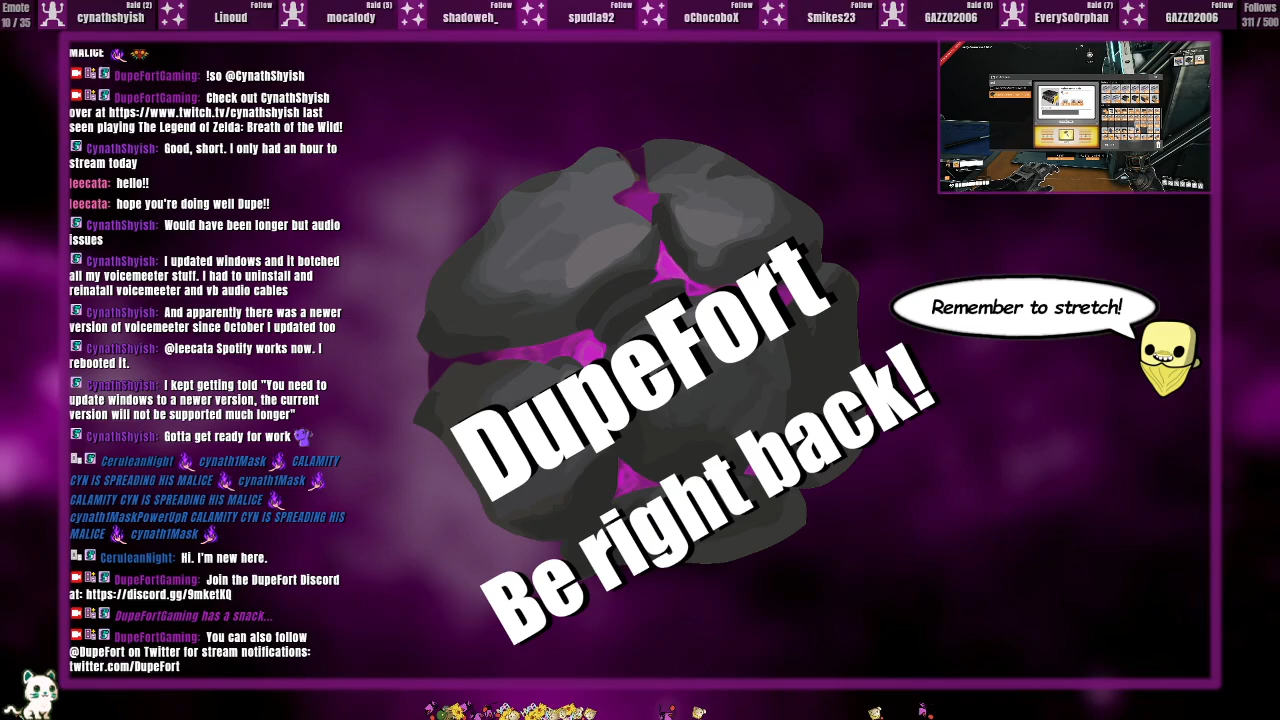 Emote
10 / 35
Raid (2)
cynathshyish
Follow
Linoud
Raid (5)
mocalody
Follow
shadoweh_
Follow
spudla92
Follow
oChocoboX
Follow
Smikes23
Raid (9)
GAZZ02006
Raid (7)
EverySoOrphan
Follow
GAZZ02006
Follows
311 / 500
MALICE
DupeFortGaming: !so @CynathShyish
DupeFortGaming: Check out CynathShyish
over at https://www.twitch.tv/cynathshyish last
seen playing The Legend of Zelda: Breath of the Wild!
CynathShyish: Good, short. I only had an hour to
stream today
leecata: hello!!
leecata: hope you're doing well Dupe!!
CynathShyish: Would have been longer but audio
issues
CynathShyish: I updated windows and it botched
all my voicemeeter stuff. I had to uninstall and
reinatall voicemeeter and vb audio cables
CynathShyish: And apparently there was a newer
version of voicemeeter since October I updated too
CynathShyish: @leecata Spotify works now. I
rebooted it.
CynathShyish: I kept getting told "You need to
update windows to a newer version, the current
version will not be supported much longer"
CynathShyish: Gotta get ready for work
CeruleanNight cynath1Mask CALAMITY
CYN IS SPREADING HIS MALICE cynath1Mask
CALAMITY CYN IS SPREADING HIS MALICE
cynath1MaskPowerUpR CALAMITY CYN IS SPREADING HIS
MALICE cynath1Mask
CeruleanNight: Hi. I'm new here.
DupeFortGaming: Join the DupeFort Discord
at: https://discord.gg/9mketKQ
DupeFortGaming has a snack...
DupeFortGaming: You can also follow
@DupeFort on Twitter for stream notifications:
twitter.com/DupeFort
DupeFort
Be right back!
Remember to stretch!